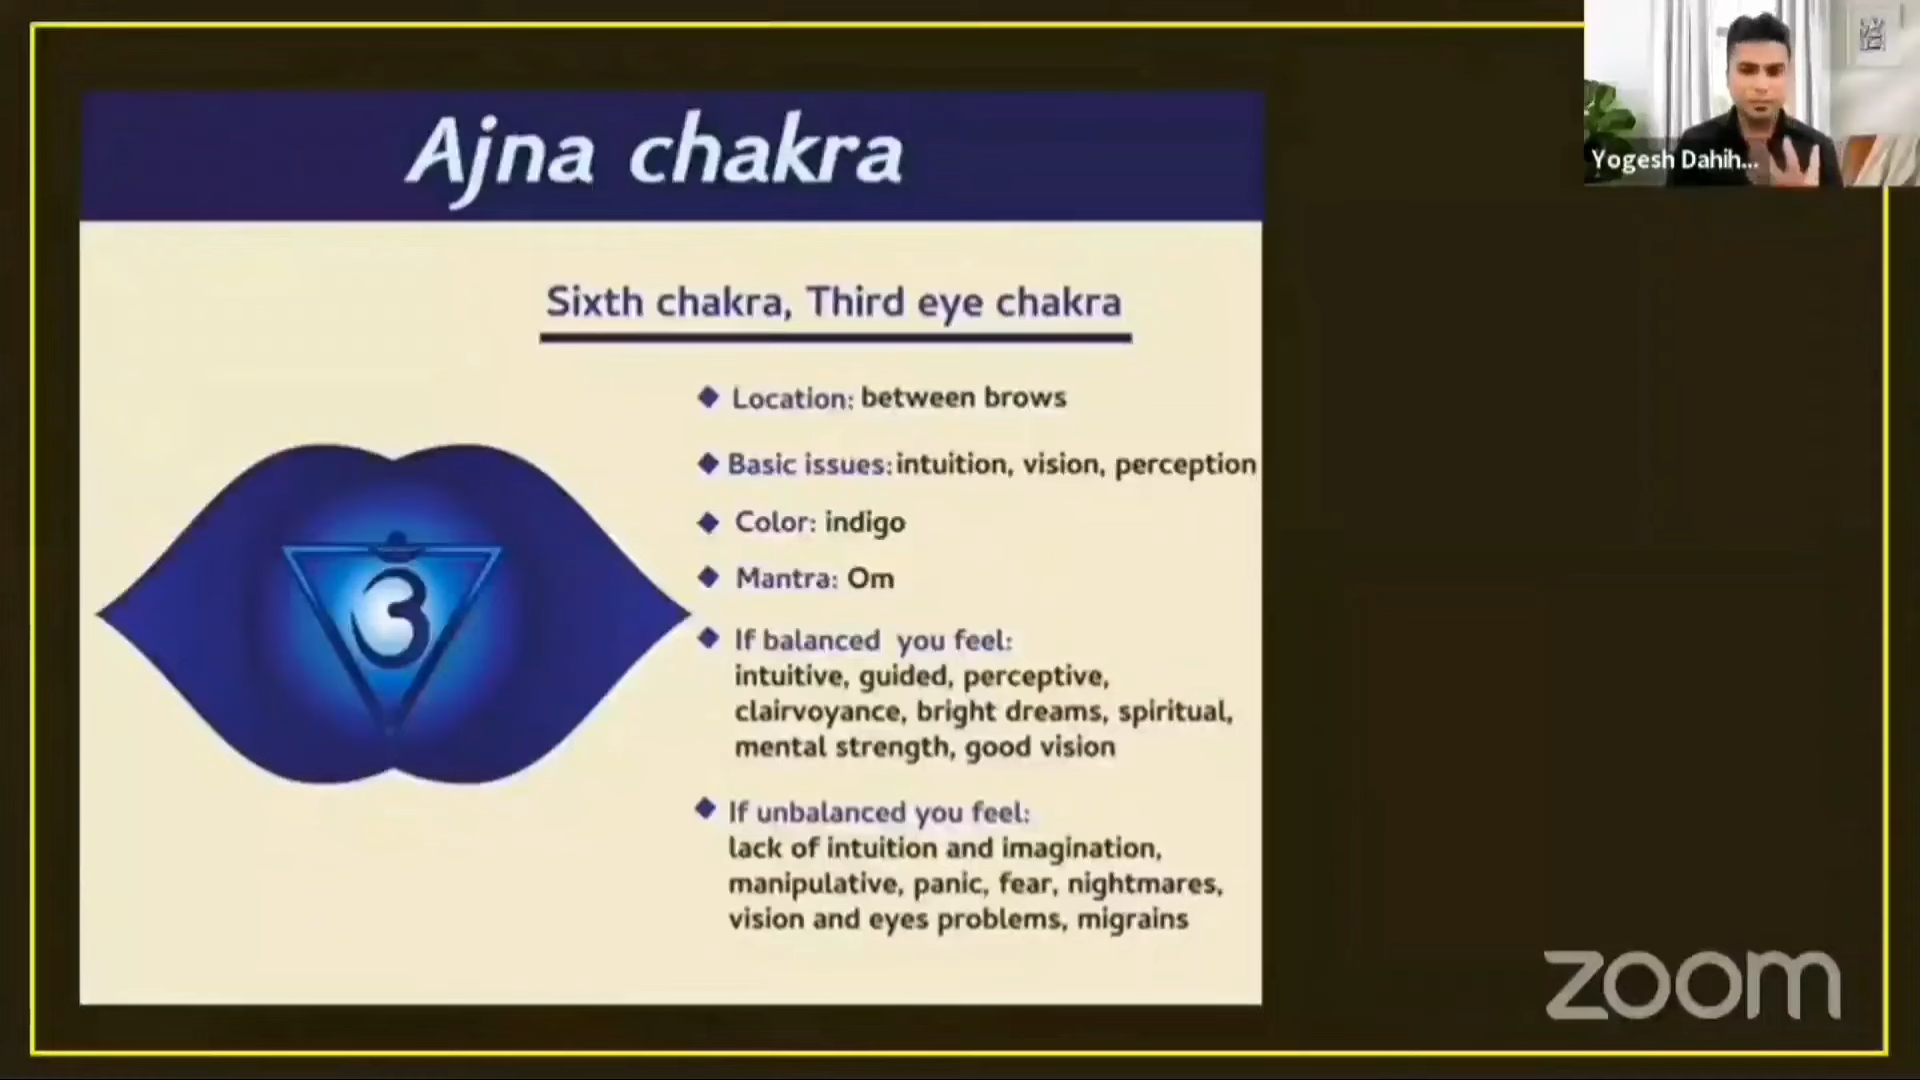 Ajna chakra
Yogesh Dahih...
Sixth chakra, Third eye chakra
Location: between brows
Basic issues: intuition, vision, perception
Color: indigo
Mantra: Om
If balanced you feel:
intuitive, guided, perceptive,
clairvoyance, bright dreams, spiritual,
mental strength, good vision
If unbalanced you feel:
lack of intuition and imagination,
manipulative, panic, fear, nightmares,
vision and eyes problems, migrains
ॐ
zoom